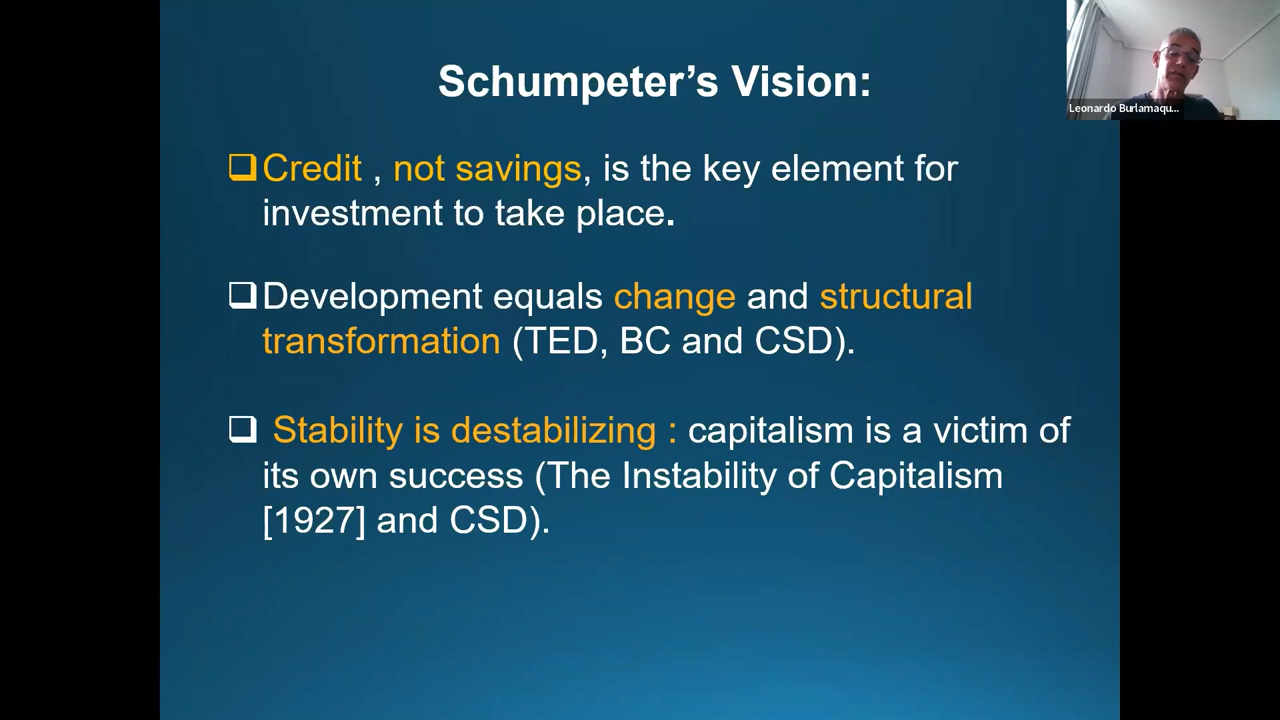 Schumpeter's Vision:
Credit , not savings, is the key element for
investment to take place.
Development equals change and structural
transformation (TED, BC and CSD).
Stability is destabilizing : capitalism is a victim of
its own success (The Instability of Capitalism
[1927] and CSD).
Leonardo Burlamaqu...